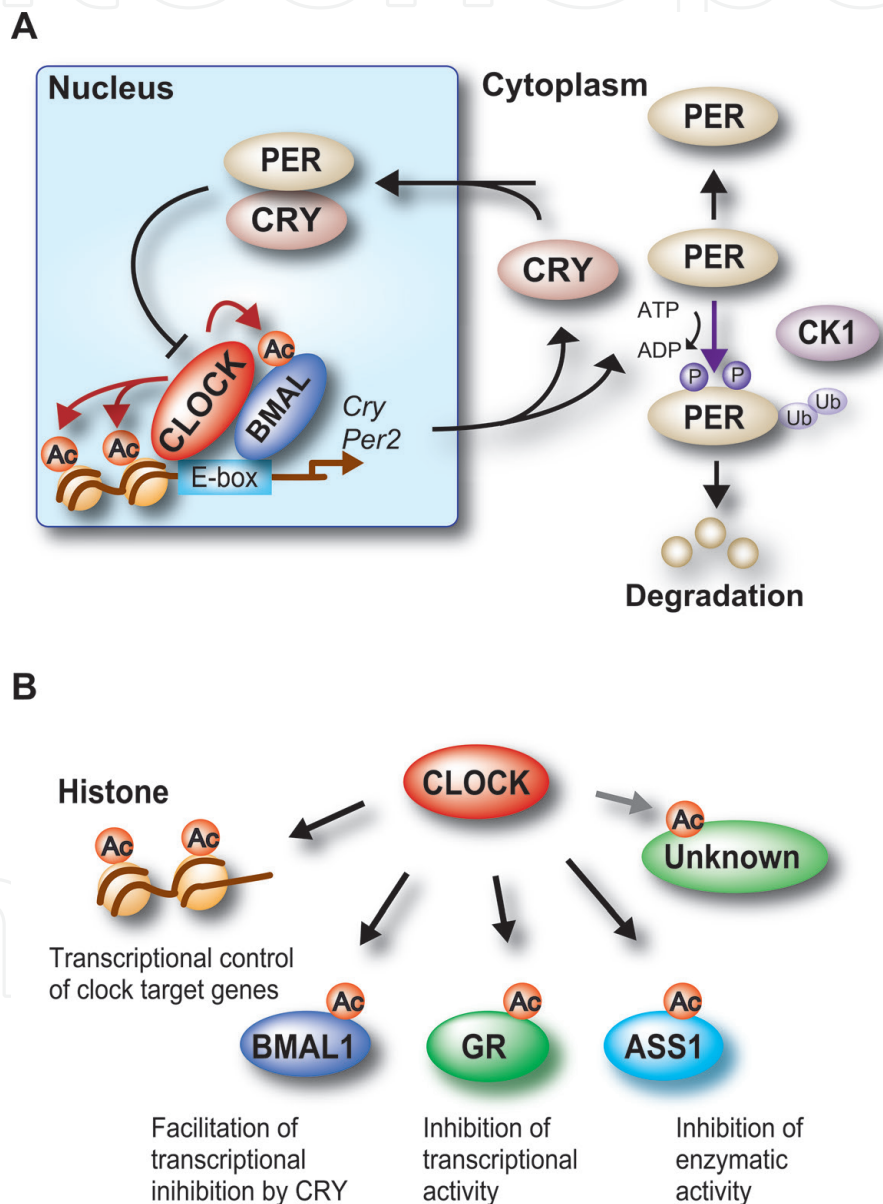 A
Nucleus
Cytoplasm
PER
PER
CRY
PER
CRY
ATP
ADP
CK1
P
P
PER
Ub
Ub
Ac
CLOCK
BMAL
Cry
Per2
Ac
Ac
E-box
Degradation
B
CLOCK
Histone
Ac
Ac
Ac
Unknown
Transcriptional control
of clock target genes
Ac
BMAL1
Ac
GR
Ac
ASS1
Facilitation of
transcriptional
inihibition by CRY
Inhibition of
transcriptional
activity
Inhibition of
enzymatic
activity